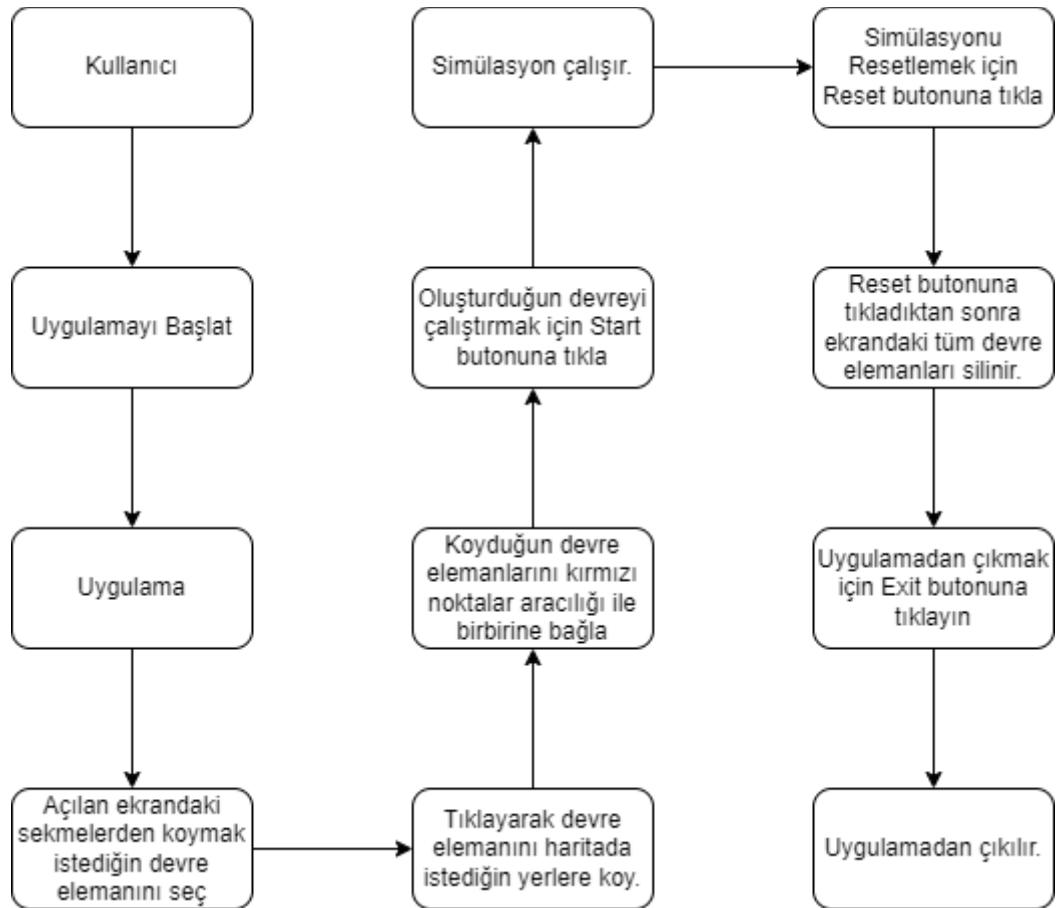 Kullanıcı
Uygulamayı Başlat
Uygulama
Açılan ekrandaki
sekmelerden koymak
istediğin devre
elemanını seç
Tıklayarak devre
elemanını haritada
istediğin yerlere koy.
Koyduğun devre
elemanlarını kırmızı
noktalar aracılığı ile
birbirine bağla
Oluşturduğun devreyi
çalıştırmak için Start
butonuna tıkla
Simülasyon çalışır.
Simülasyonu
Resetlemek için
Reset butonuna tıkla
Reset butonuna
tıkladıktan sonra
ekrandaki tüm devre
elemanları silinir.
Uygulamadan çıkmak
için Exit butonuna
tıklayın
Uygulamadan çıkılır.